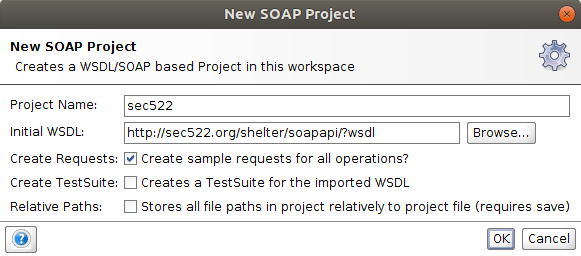 New SOAP Project
New SOAP Project
Creates a WSDL/SOAP based Project in this workspace
Project Name: sec522
Initial WSDL: http://sec522.org/shelter/soapapi/?wsdl Browse...
Create Requests: Create sample requests for all operations?
Create TestSuite: Creates a TestSuite for the imported WSDL
Relative Paths: Stores all file paths in project relatively to project file (requires save)
? OK Cancel